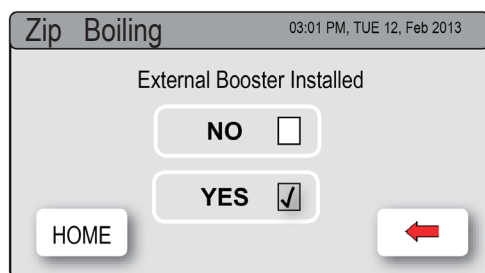 Zip Boiling 03:01 PM, TUE 12, Feb 2013
External Booster Installed
NO
YES
HOME